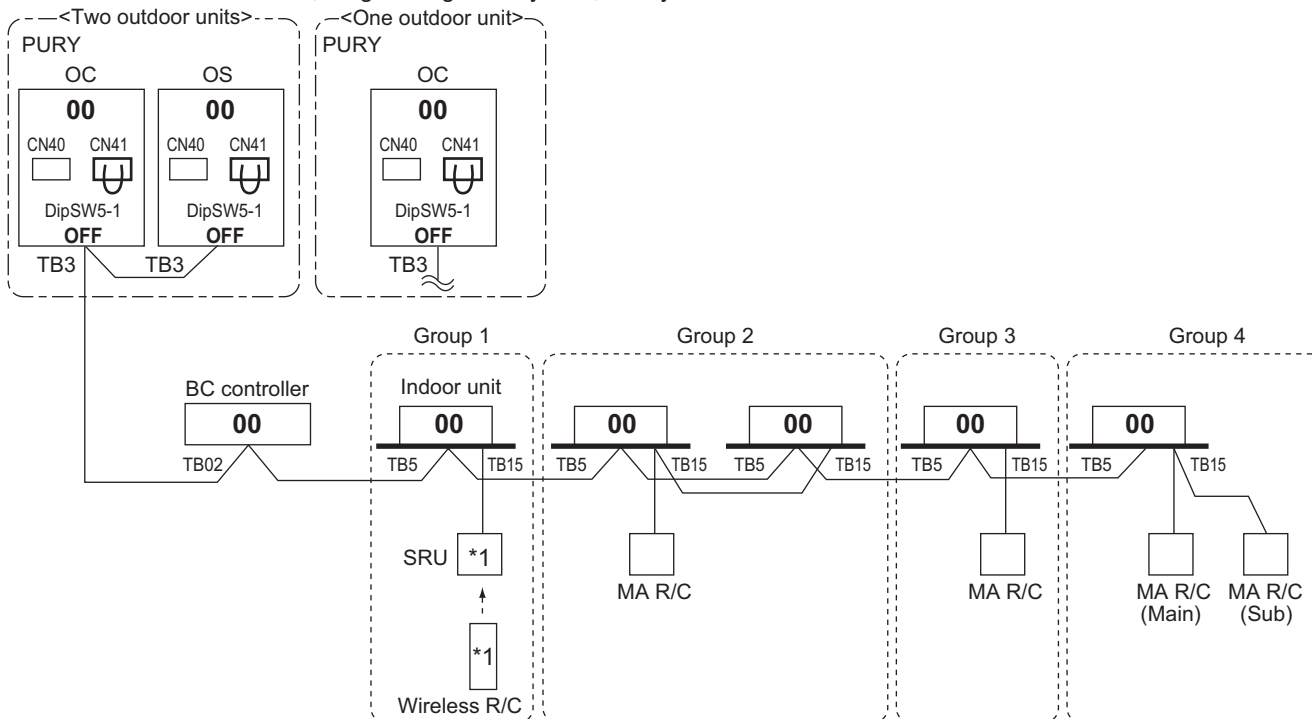 <Two outdoor units>
<One outdoor unit>
PURY
PURY
OC
OS
OC
00
00
00
CN40
CN41
CN40
CN41
CN40
CN41
DipSW5-1
DipSW5-1
DipSW5-1
OFF
OFF
OFF
TB3
TB3
TB3
Group 1
Group 2
Group 3
Group 4
BC controller
Indoor unit
00
00
00
00
00
00
TB02
TB5
TB15
TB5
TB15
TB5
TB15
TB5
TB15
TB5
TB15
SRU
*1
MA R/C
MA R/C
MA R/C
(Main)
MA R/C
(Sub)
*1
Wireless R/C